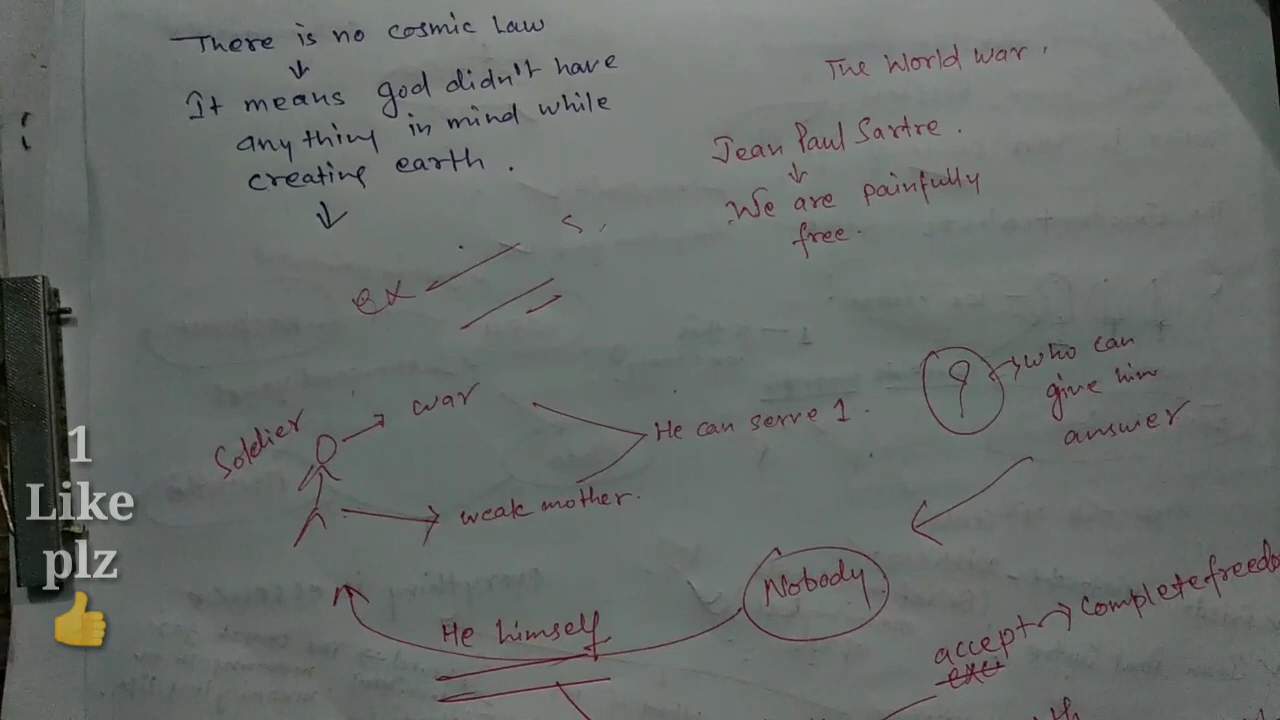 There is no cosmic Law
It means god didn't have
any thing in mind while
creating earth.
The World war.
Jean Paul Sartre.
We are painfully
free.
S.
ex
Soldier
war
weak mother.
He can serve 1.
?
who can
give him
answer
Nobody
He himself
accept
complete freedo
1
Like
plz